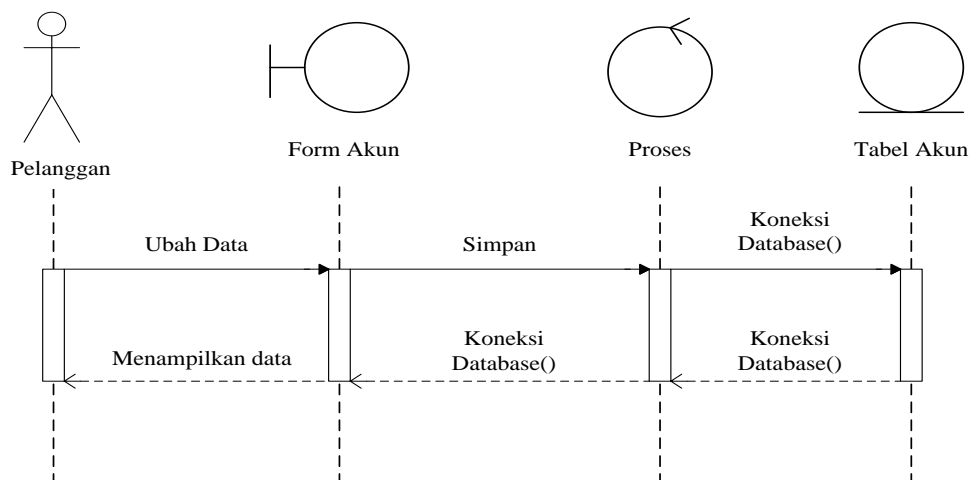 Pelanggan
Form Akun
Proses
Tabel Akun
Ubah Data
Simpan
Koneksi
Database()
Menampilkan data
Koneksi
Database()
Koneksi
Database()